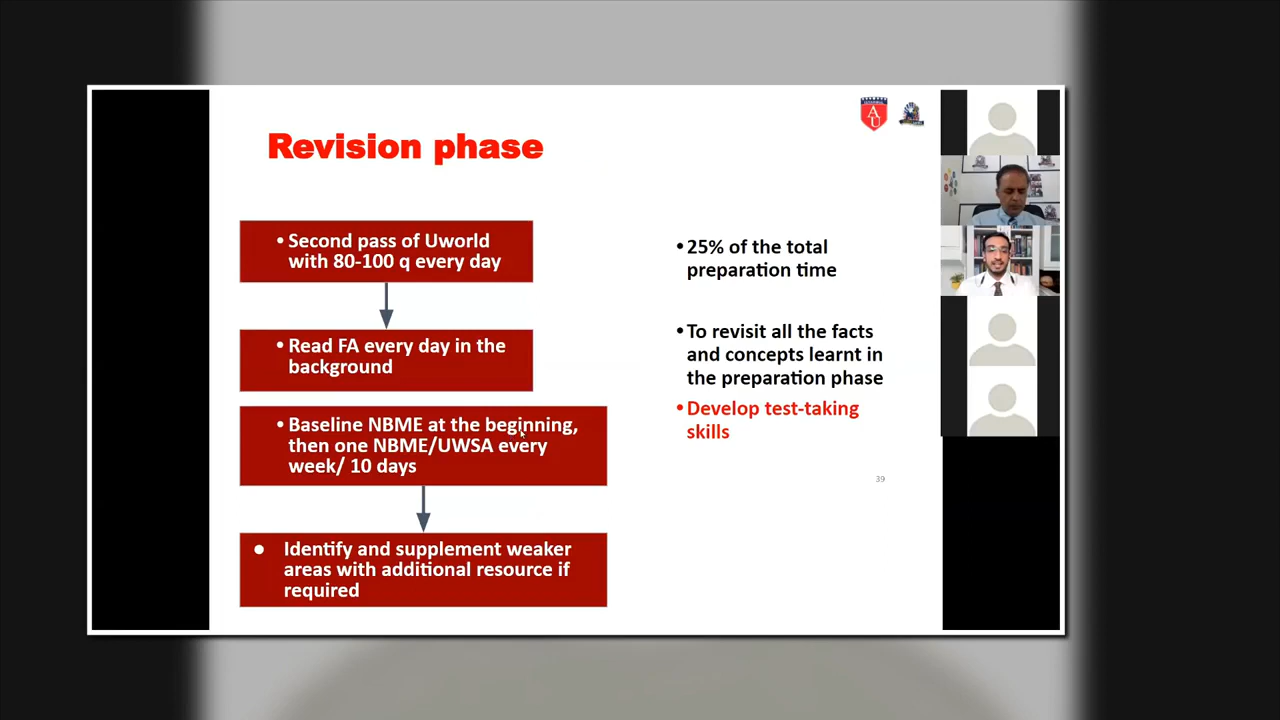 Revision phase
• Second pass of Uworld
with 80-100 q every day
• Read FA every day in the
background
• Baseline NBME at the beginning,
then one NBME/UWSA every
week/ 10 days
● Identify and supplement weaker
areas with additional resource if
required
• 25% of the total
preparation time
• To revisit all the facts
and concepts learnt in
the preparation phase
• Develop test-taking
skills
39
A
U